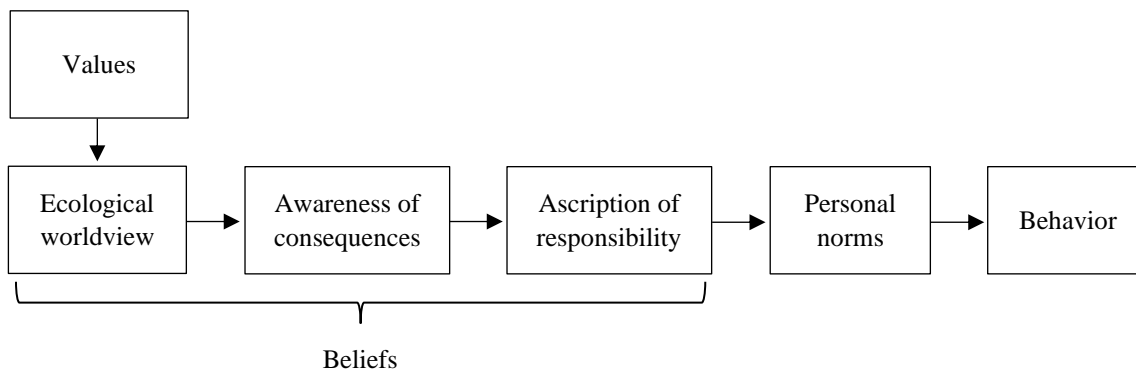 Values
Ecological
worldview
Awareness of
consequences
Ascription of
responsibility
Personal
norms
Behavior
Beliefs